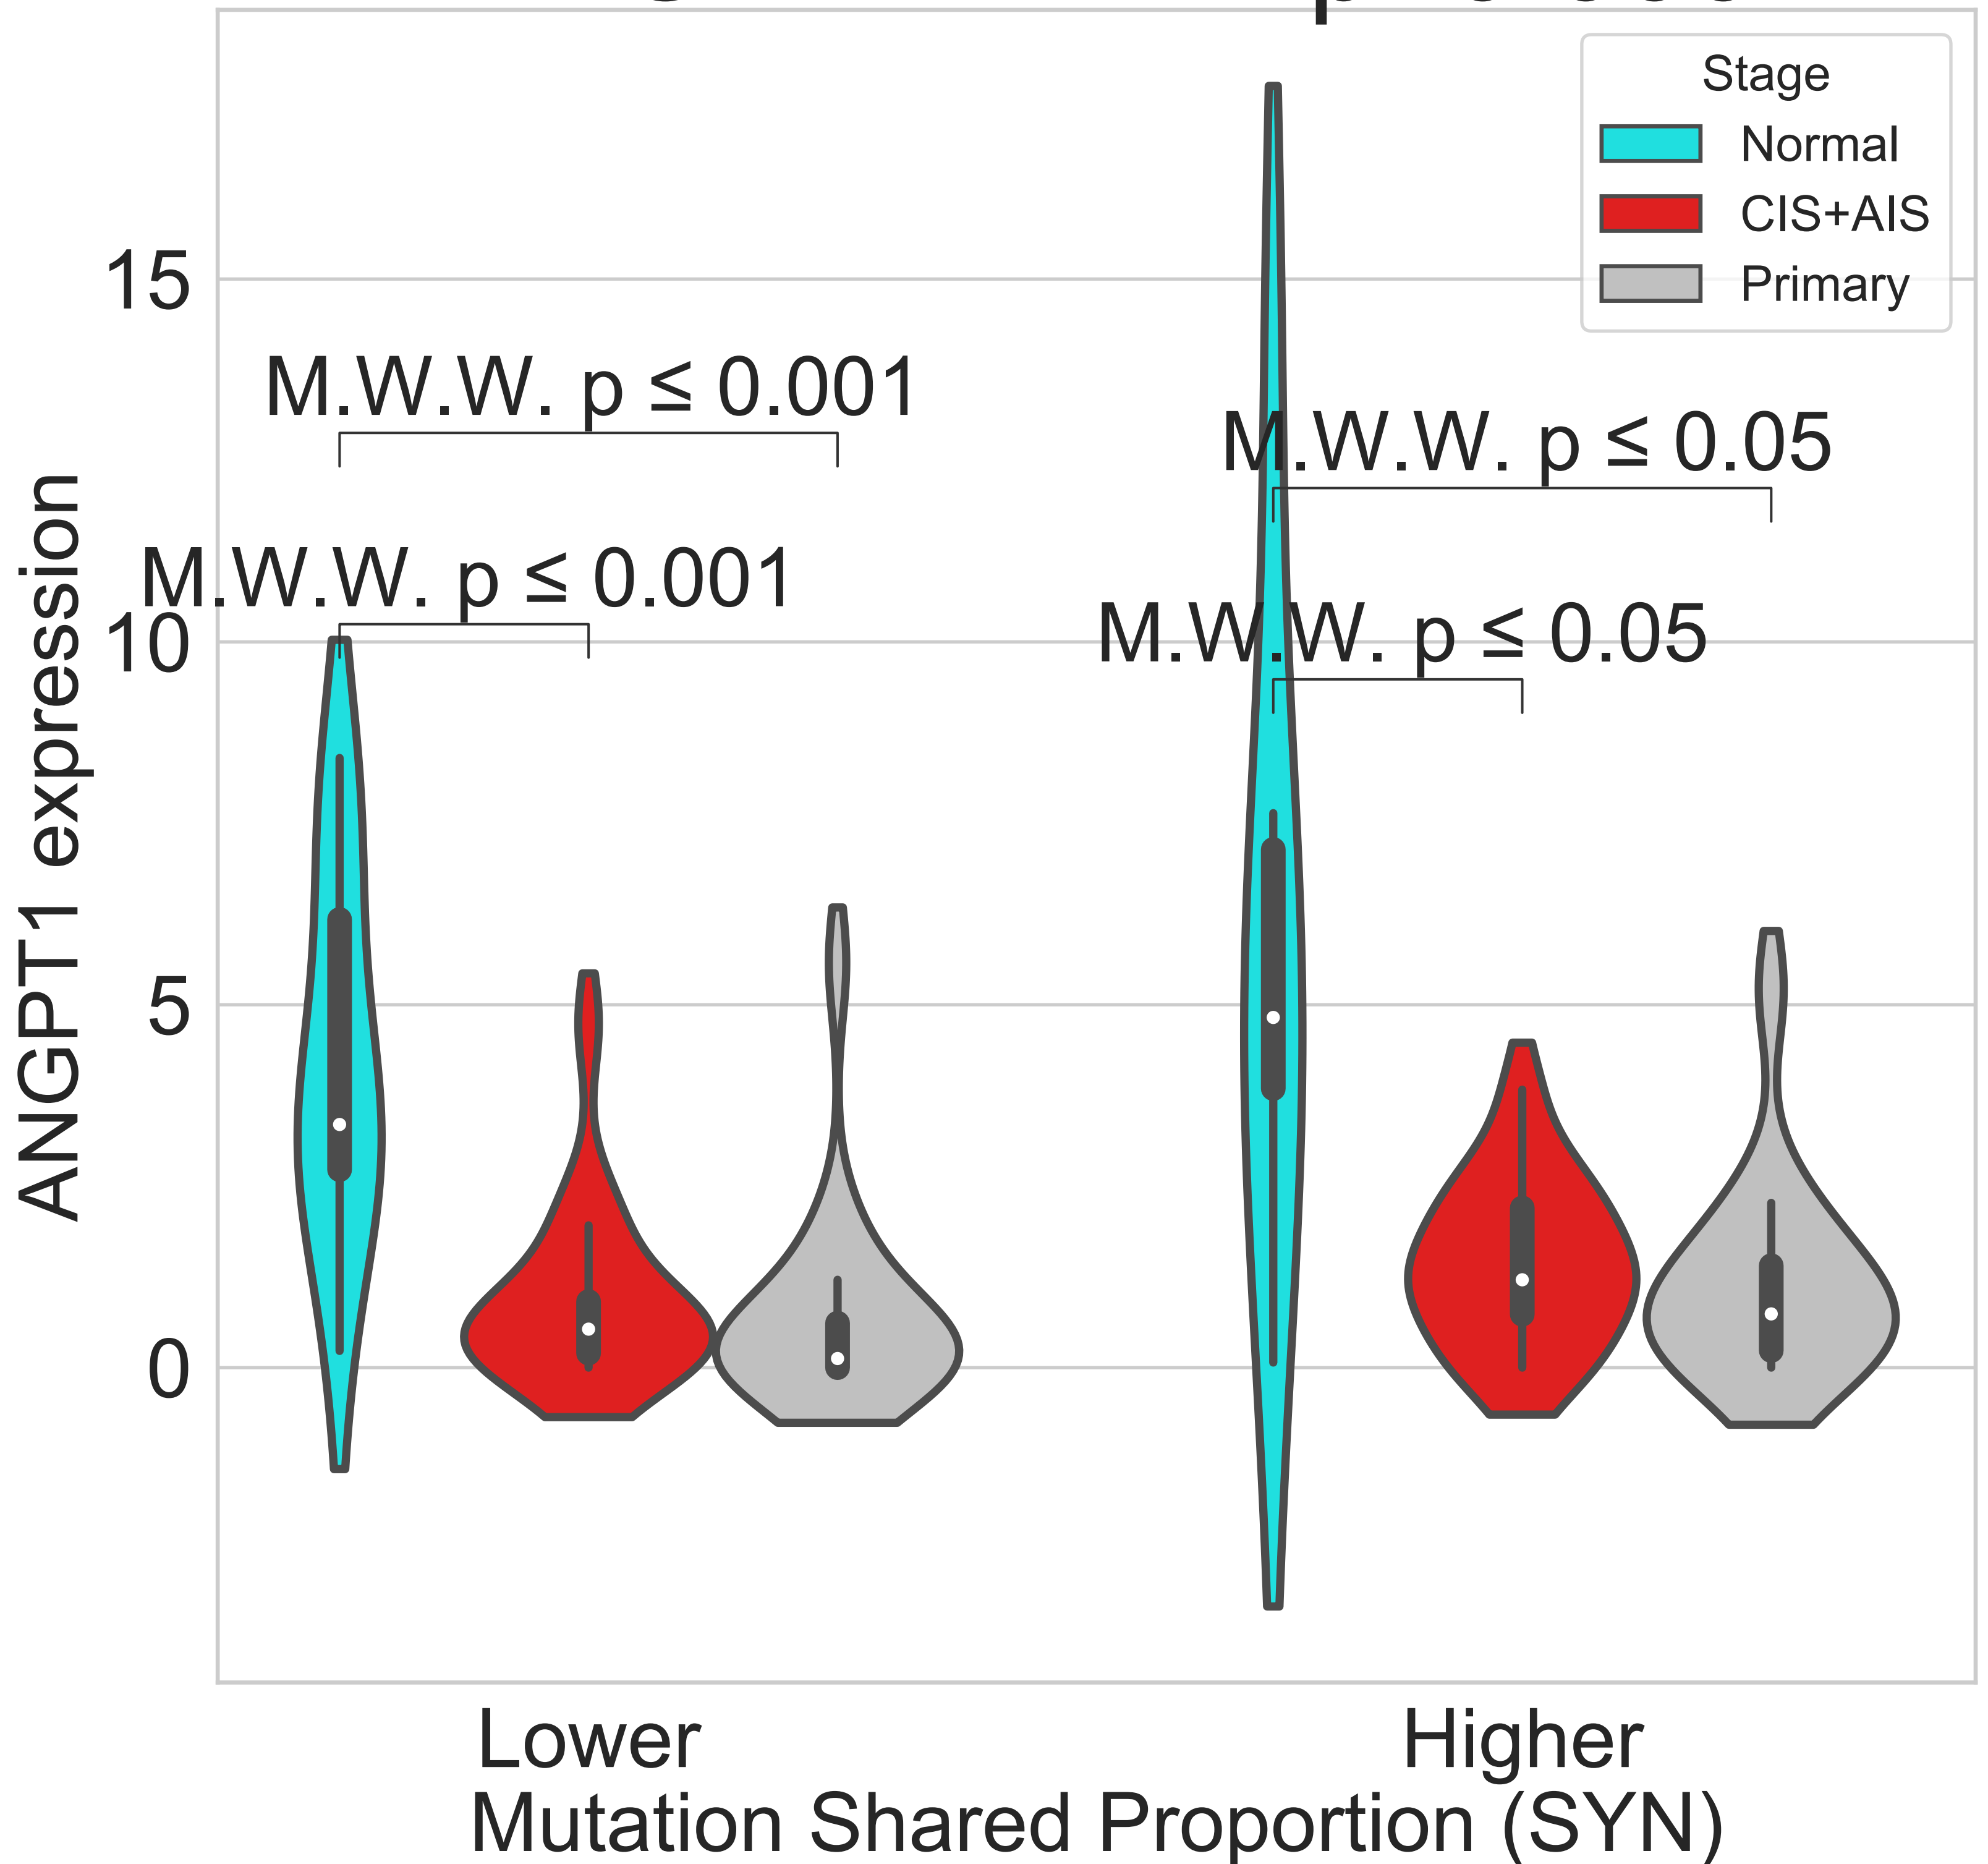 Stage
Normal
CIS+AIS
Primary
15
M.W.W. p ≤ 0.001
M.W.W. p ≤ 0.05
M.W.W. p ≤ 0.001
M.W.W. p ≤ 0.05
10
5
0
ANGPT1 expression
Lower
Higher
Mutation Shared Proportion (SYN)